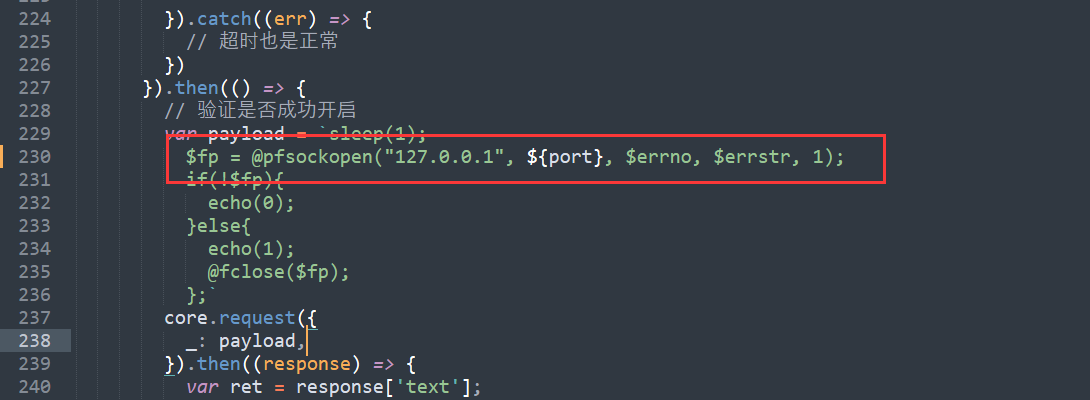 224 }).catch((err) => {
225 // 超时也是正常
226 })
227 }).then(() => {
228 // 验证是否成功开启
229 var payload = `sleep(1);
230 $fp = @pfsockopen("127.0.0.1", ${port}, $errno, $errstr, 1);
231 if(!$fp){
232 echo(0);
233 }else{
234 echo(1);
235 @fclose($fp);
236 };`
237 core.request({
238 _: payload,
239 }).then((response) => {
240 var ret = response['text'];